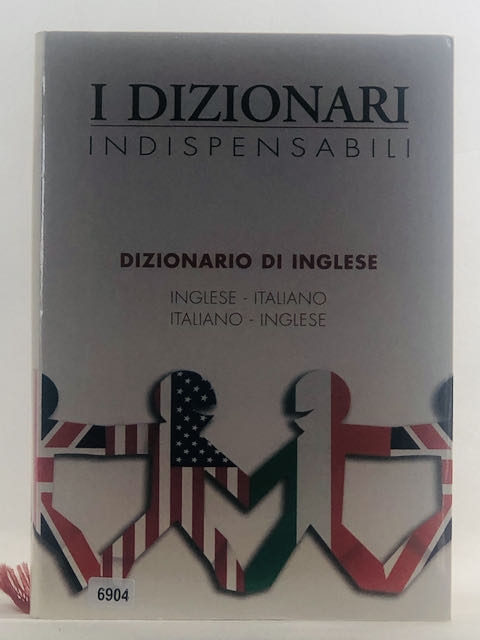 I DIZIONARI
INDISPENSABILI
DIZIONARIO DI INGLESE
INGLESE - ITALIANO
ITALIANO - INGLESE
6904